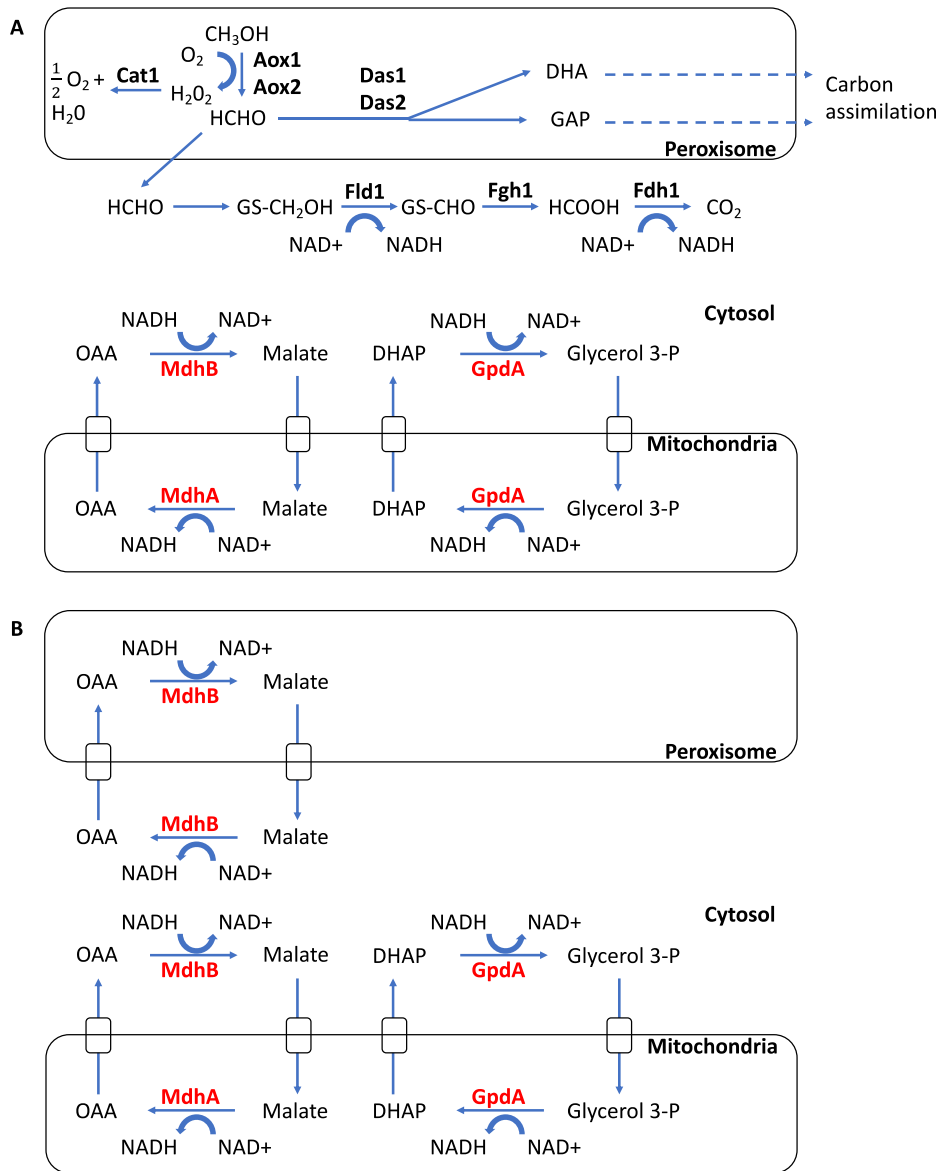 A
CH₃OH
O₂
Aox1
Aox2
½ O₂ +
H₂0
Cat1
H₂0₂
HCHO
Das1
Das2
DHA
GAP
Carbon
assimilation
Peroxisome
HCHO
GS-CH₂OH
Fld1
GS-CHO
Fgh1
HCOOH
Fdh1
CO₂
NAD+
NADH
NAD+
NADH
Cytosol
NADH
NAD+
NADH
NAD+
OAA
MdhB
Malate
DHAP
GpdA
Glycerol 3-P
Mitochondria
OAA
MdhA
Malate
DHAP
GpdA
Glycerol 3-P
NADH
NAD+
NADH
NAD+
B
NADH
NAD+
OAA
MdhB
Malate
Peroxisome
OAA
MdhB
Malate
NADH
NAD+
Cytosol
NADH
NAD+
NADH
NAD+
OAA
MdhB
Malate
DHAP
GpdA
Glycerol 3-P
Mitochondria
OAA
MdhA
Malate
DHAP
GpdA
Glycerol 3-P
NADH
NAD+
NADH
NAD+